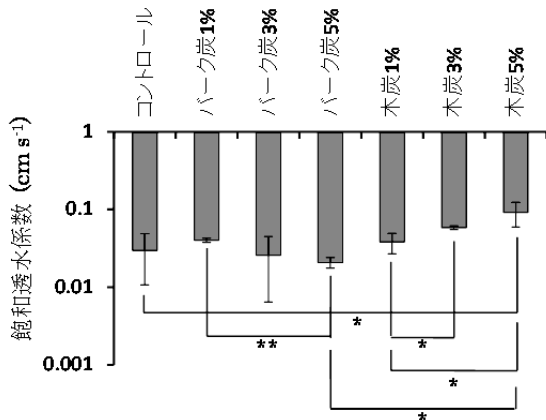 コントロール
バーク炭1%
バーク炭3%
バーク炭5%
木炭1%
木炭3%
木炭5%
飽和透水係数 (cm s⁻¹)
1
0.1
0.01
0.001
*
**
*
*
*